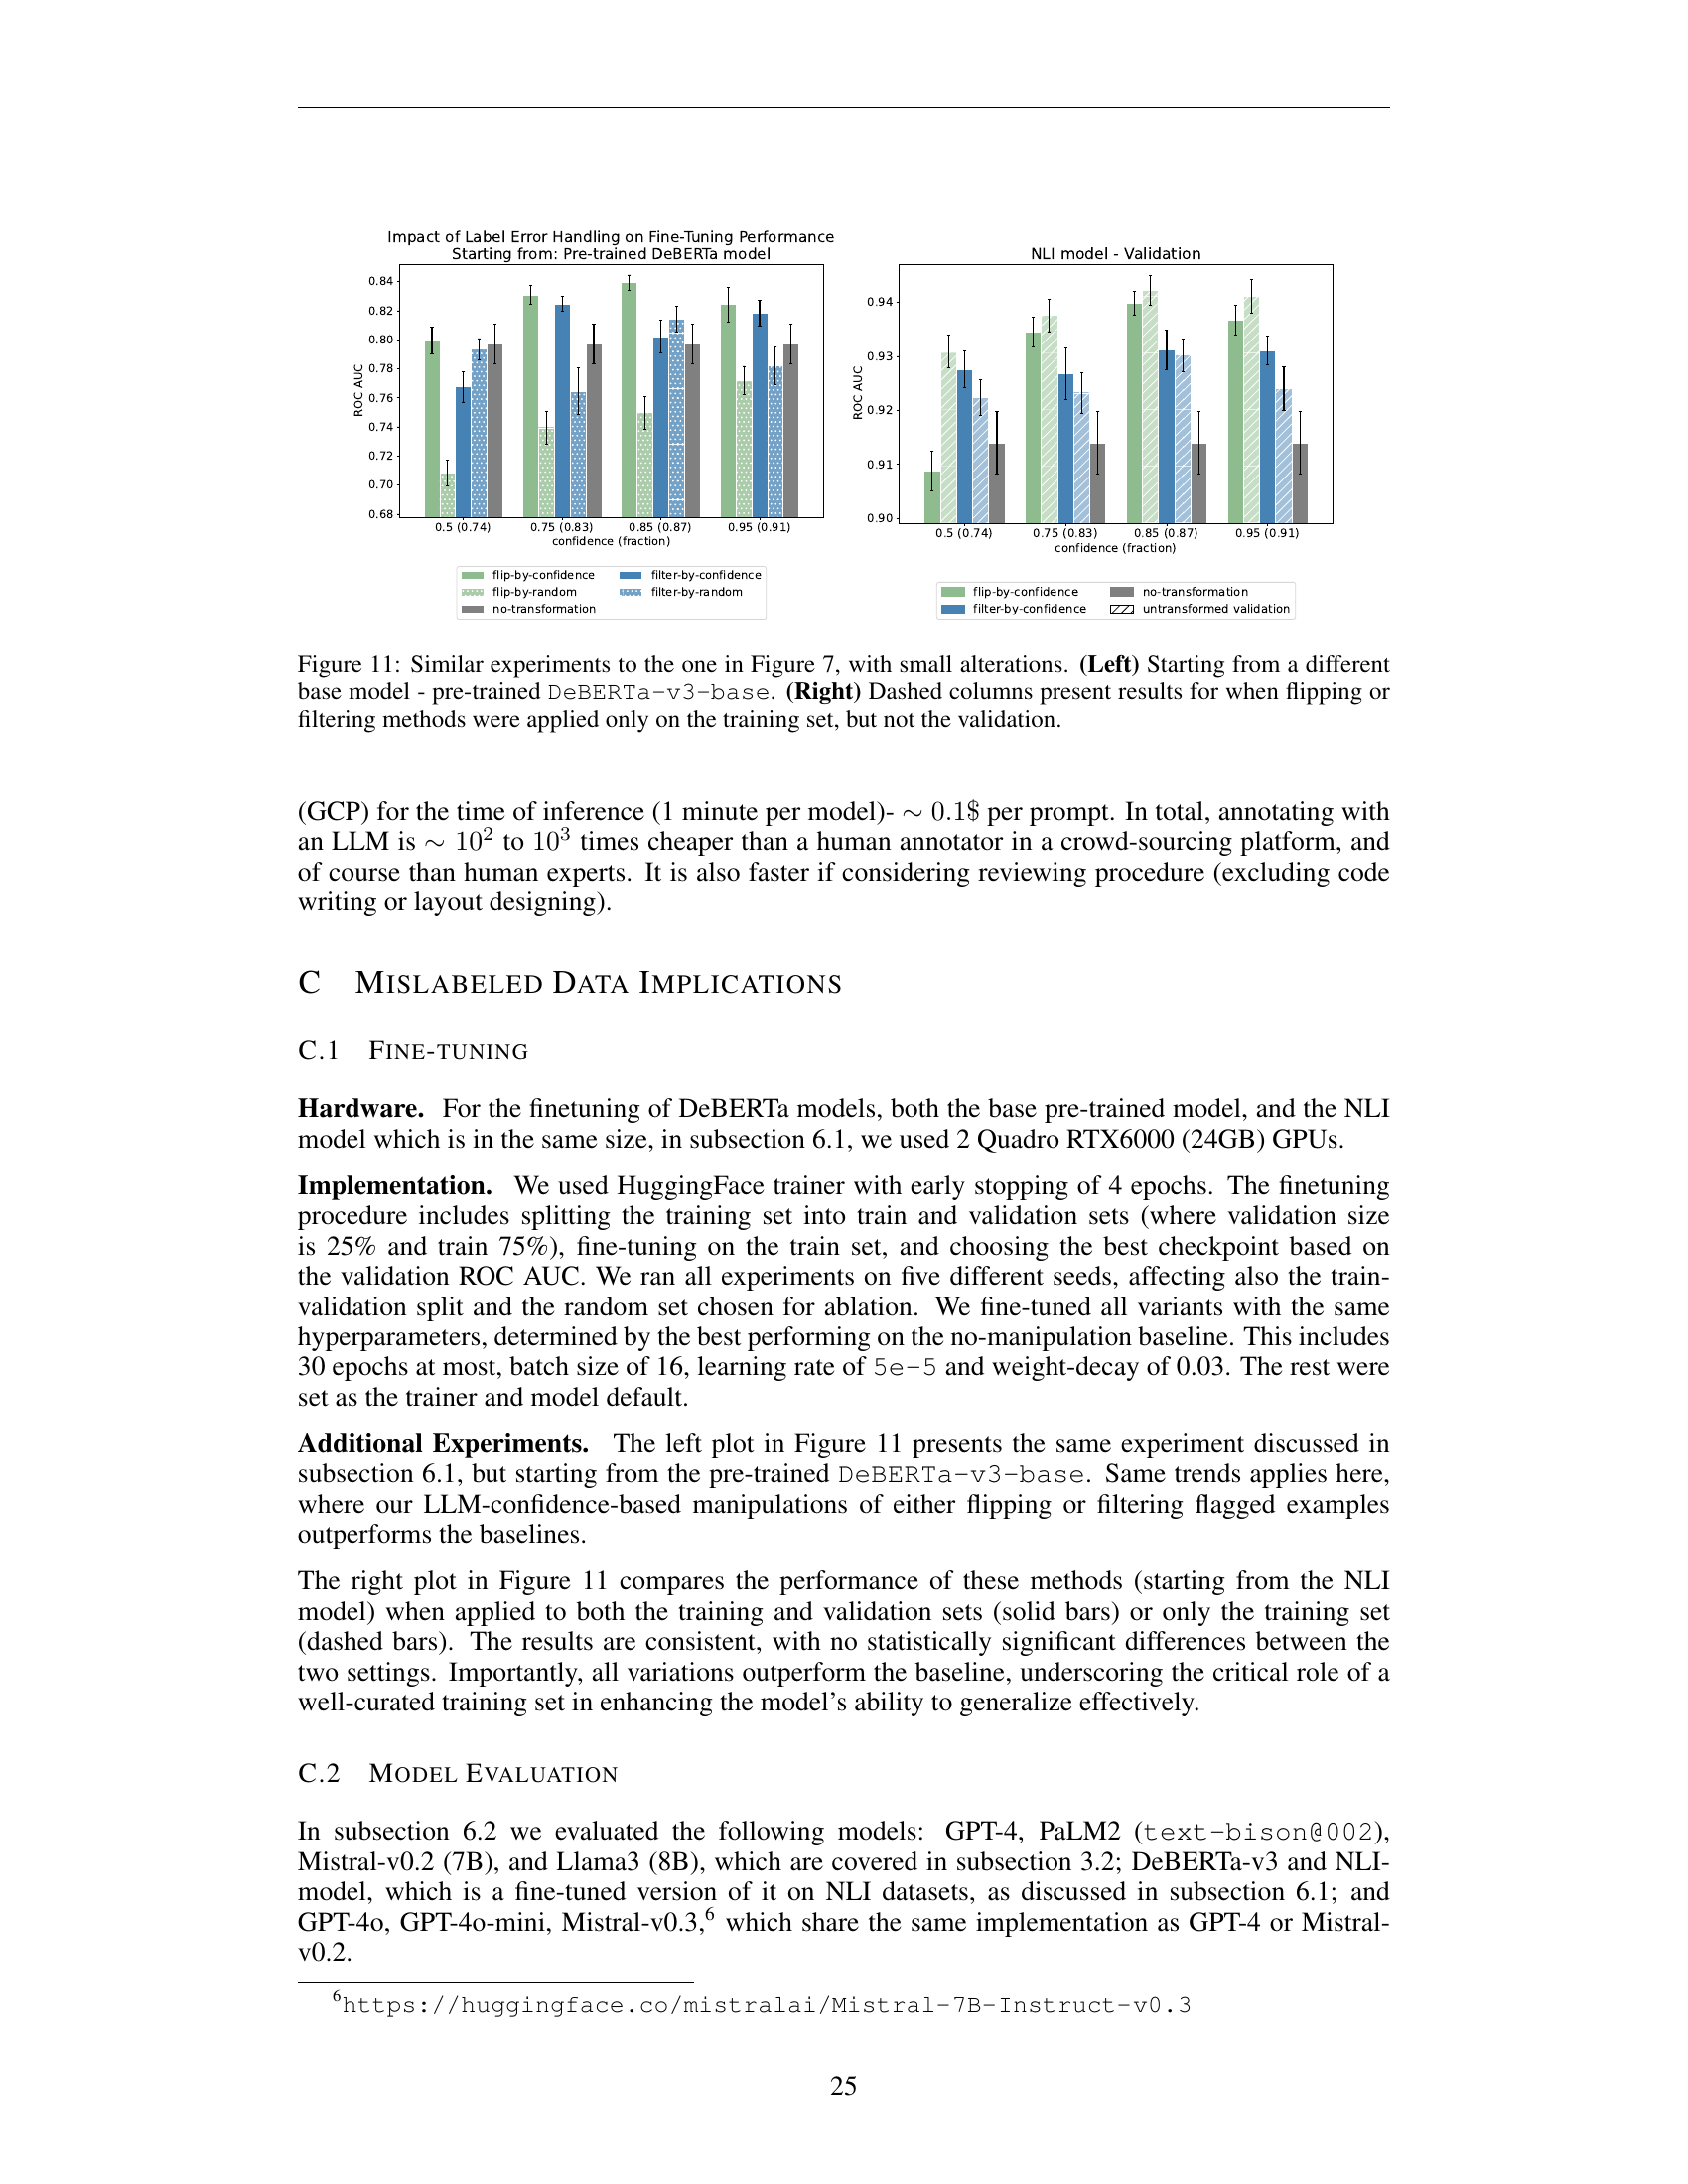 Impact of Label Error Handling on Fine-Tuning Performance
Starting from: Pre-trained DeBERTa model
ROC AUC
0.84
0.82
0.80
0.78
0.76
0.74
0.72
0.70
0.68
0.5 (0.74) 0.75 (0.83) 0.85 (0.87) 0.95 (0.91)
confidence (fraction)
flip-by-confidence filter-by-confidence
flip-by-random filter-by-random
no-transformation
NLI model - Validation
ROC AUC
0.94
0.93
0.92
0.91
0.90
0.5 (0.74) 0.75 (0.83) 0.85 (0.87) 0.95 (0.91)
confidence (fraction)
flip-by-confidence no-transformation
filter-by-confidence untransformed validation
Figure 11: Similar experiments to the one in Figure 7, with small alterations. (Left) Starting from a different
base model - pre-trained DeBERTa-v3-base. (Right) Dashed columns present results for when flipping or
filtering methods were applied only on the training set, but not the validation.
(GCP) for the time of inference (1 minute per model)- ∼ 0.1$ per prompt. In total, annotating with
an LLM is ∼ 10² to 10³ times cheaper than a human annotator in a crowd-sourcing platform, and
of course than human experts. It is also faster if considering reviewing procedure (excluding code
writing or layout designing).
C MISLABELED DATA IMPLICATIONS
C.1 FINE-TUNING
Hardware. For the finetuning of DeBERTa models, both the base pre-trained model, and the NLI
model which is in the same size, in subsection 6.1, we used 2 Quadro RTX6000 (24GB) GPUs.
Implementation. We used HuggingFace trainer with early stopping of 4 epochs. The finetuning
procedure includes splitting the training set into train and validation sets (where validation size
is 25% and train 75%), fine-tuning on the train set, and choosing the best checkpoint based on
the validation ROC AUC. We ran all experiments on five different seeds, affecting also the train-
validation split and the random set chosen for ablation. We fine-tuned all variants with the same
hyperparameters, determined by the best performing on the no-manipulation baseline. This includes
30 epochs at most, batch size of 16, learning rate of 5e-5 and weight-decay of 0.03. The rest were
set as the trainer and model default.
Additional Experiments. The left plot in Figure 11 presents the same experiment discussed in
subsection 6.1, but starting from the pre-trained DeBERTa-v3-base. Same trends applies here,
where our LLM-confidence-based manipulations of either flipping or filtering flagged examples
outperforms the baselines.
The right plot in Figure 11 compares the performance of these methods (starting from the NLI
model) when applied to both the training and validation sets (solid bars) or only the training set
(dashed bars). The results are consistent, with no statistically significant differences between the
two settings. Importantly, all variations outperform the baseline, underscoring the critical role of a
well-curated training set in enhancing the model's ability to generalize effectively.
C.2 MODEL EVALUATION
In subsection 6.2 we evaluated the following models: GPT-4, PaLM2 (text-bison@002),
Mistral-v0.2 (7B), and Llama3 (8B), which are covered in subsection 3.2; DeBERTa-v3 and NLI-
model, which is a fine-tuned version of it on NLI datasets, as discussed in subsection 6.1; and
GPT-4o, GPT-4o-mini, Mistral-v0.3,⁶ which share the same implementation as GPT-4 or Mistral-
v0.2.
⁶https://huggingface.co/mistralai/Mistral-7B-Instruct-v0.3
25